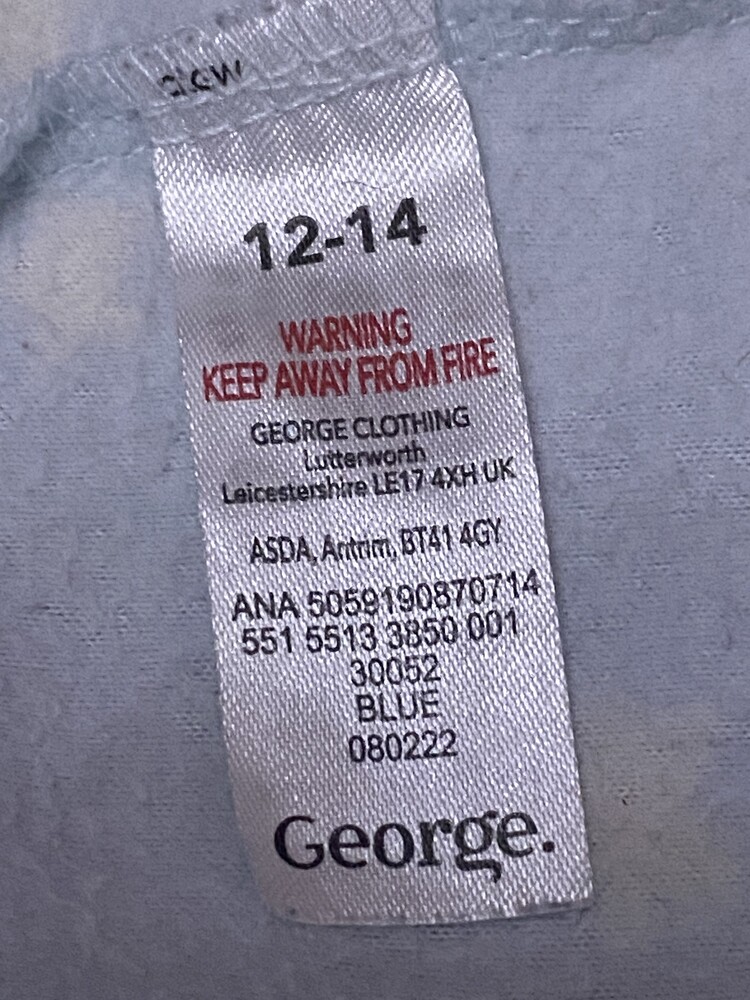 12-14
WARNING
KEEP AWAY FROM FIRE
GEORGE CLOTHING
Lutterworth
Leicestershire LE17 4XH UK
ASDA, Antrim, BT41 4GY
ANA 5059190870714
551 5513 3850 001
30052
BLUE
080222
George.